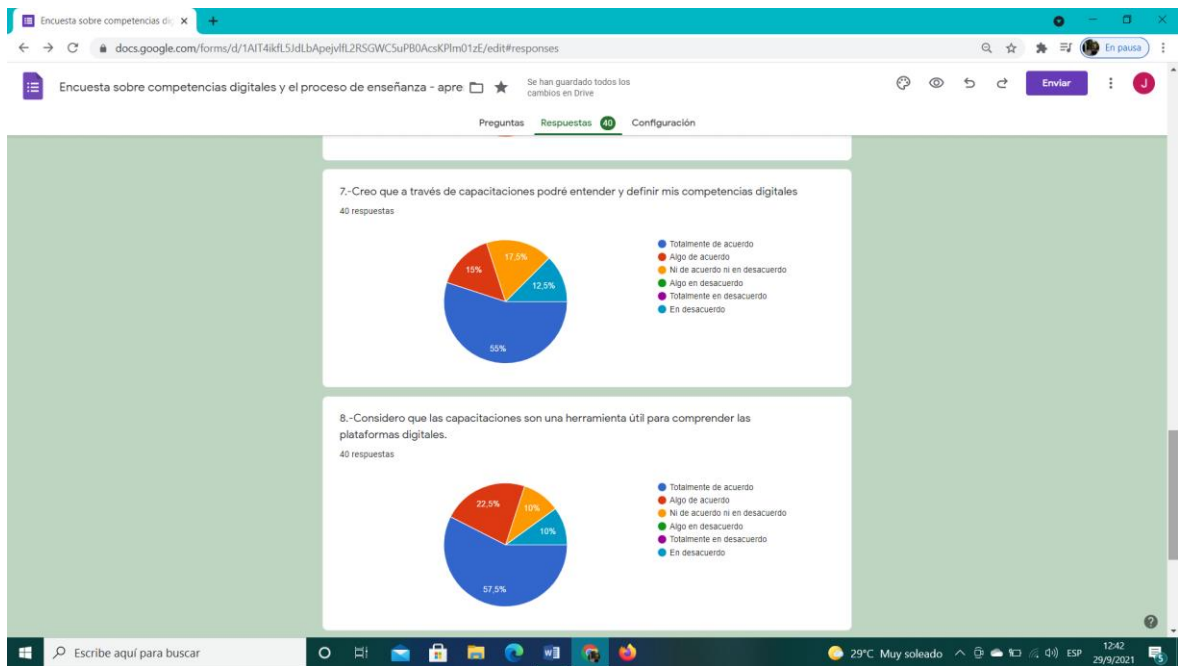 Encuesta sobre competencias di
docs.google.com/forms/d/1AIT4ikfL5JdLbApejvIfL2RSGWC5uPB0AcsKPlm01zE/edit#responses
En pausa
Encuesta sobre competencias digitales y el proceso de enseñanza - apre
Se han guardado todos los
cambios en Drive
Enviar
J
Preguntas Respuestas 40 Configuración
7.-Creo que a través de capacitaciones podré entender y definir mis competencias digitales
40 respuestas
17,5%
15%
12,5%
55%
Totalmente de acuerdo
Algo de acuerdo
Ni de acuerdo ni en desacuerdo
Algo en desacuerdo
Totalmente en desacuerdo
En desacuerdo
8.-Considero que las capacitaciones son una herramienta útil para comprender las
plataformas digitales.
40 respuestas
22,5%
10%
10%
57,5%
Totalmente de acuerdo
Algo de acuerdo
Ni de acuerdo ni en desacuerdo
Algo en desacuerdo
Totalmente en desacuerdo
En desacuerdo
Escribe aquí para buscar
29°C Muy soleado
ESP
12:42
29/9/2021
5